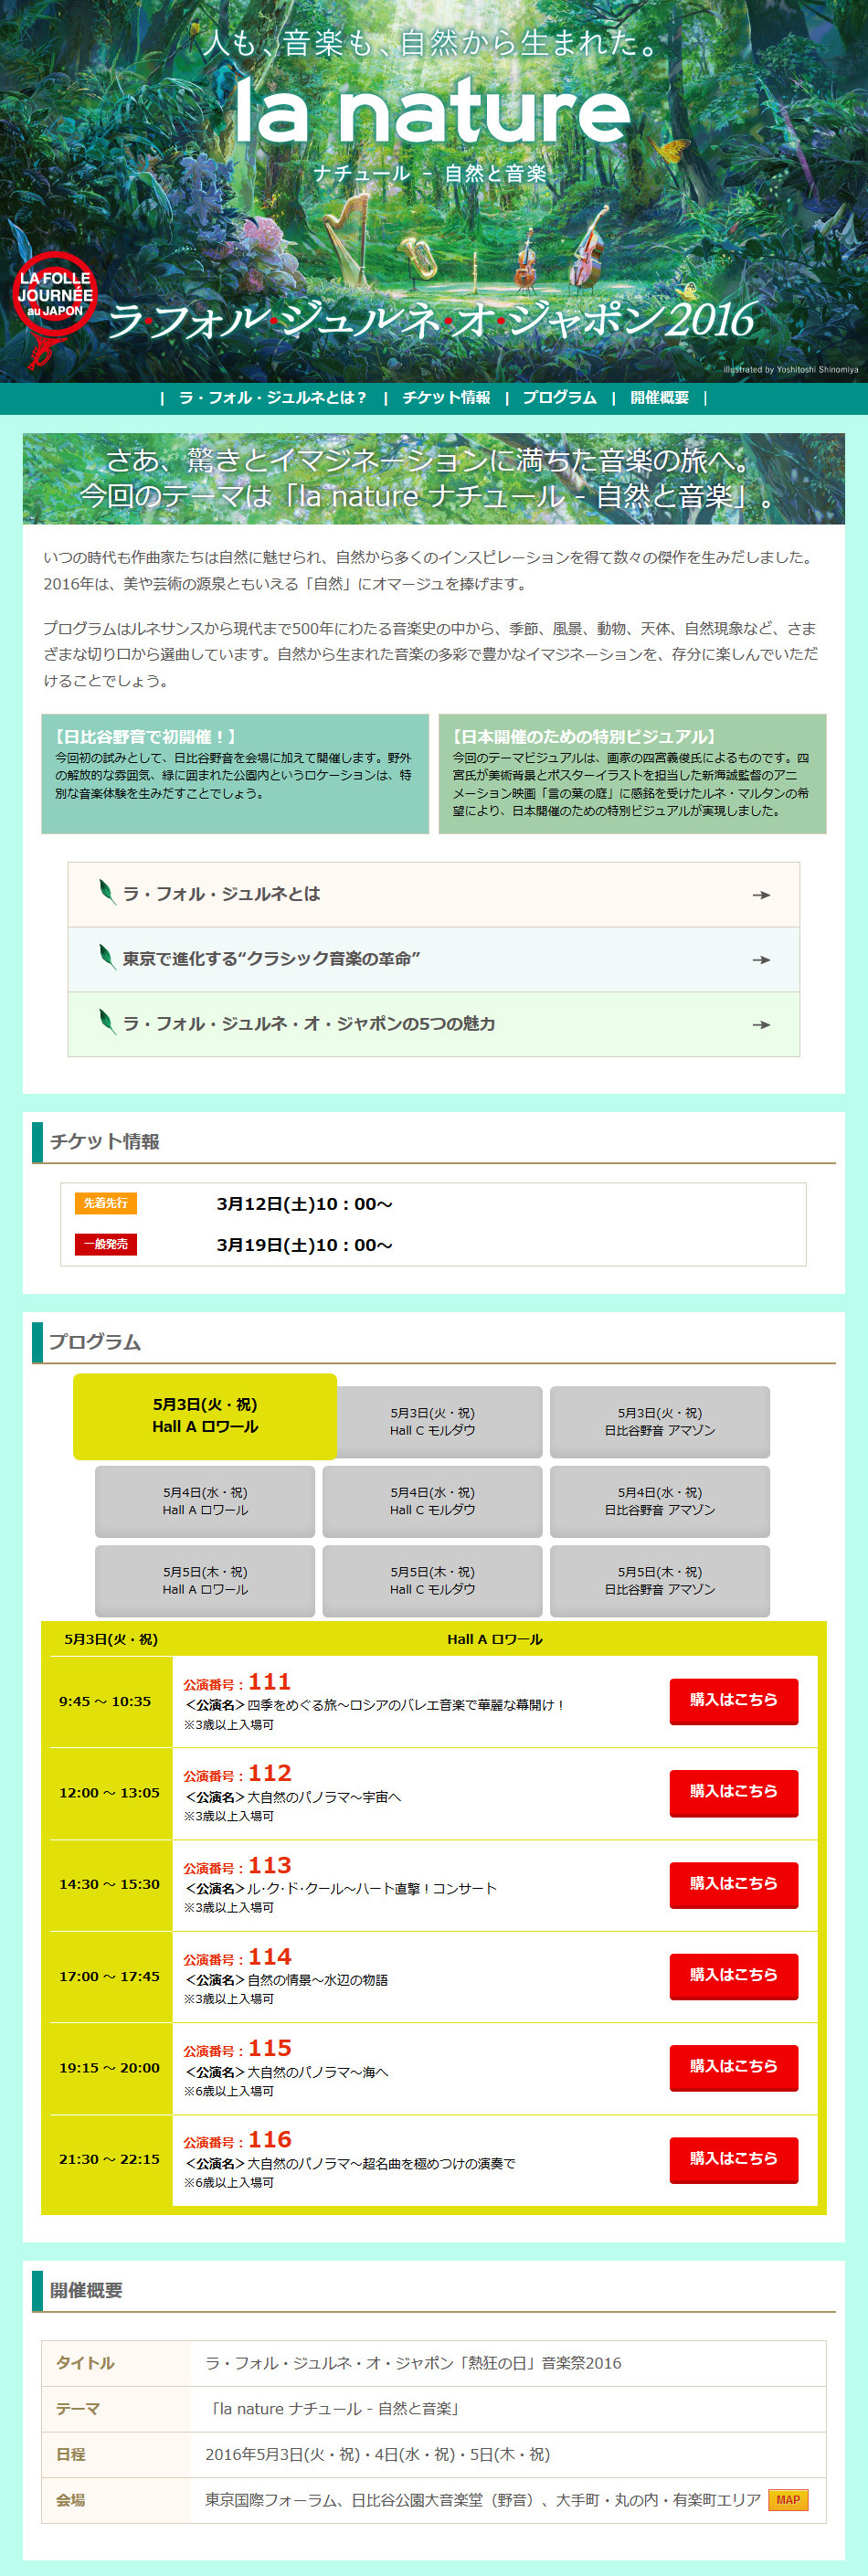 人も、音楽も、自然から生まれた。
la nature
ナチュール - 自然と音楽
LA FOLLE
JOURNÉE
au JAPON
ラ・フォル・ジュルネ・オ・ジャポン2016
illustrated by Yoshitoshi Shinomiya
| ラ・フォル・ジュルネとは？ | チケット情報 | プログラム | 開催概要 |
さあ、驚きとイマジネーションに満ちた音楽の旅へ。
今回のテーマは「la nature ナチュール - 自然と音楽」。
いつの時代も作曲家たちは自然に魅せられ、自然から多くのインスピレーションを得て数々の傑作を生みだしました。
2016年は、美や芸術の源泉ともいえる「自然」にオマージュを捧げます。
プログラムはルネサンスから現代まで500年にわたる音楽史の中から、季節、風景、動物、天体、自然現象など、さま
ざまな切り口から選曲しています。自然から生まれた音楽の多彩で豊かなイマジネーションを、存分に楽しんでいただ
けることでしょう。
【日比谷野音で初開催！】
今回初の試みとして、日比谷野音を会場に加えて開催します。野外
の解放的な雰囲気、緑に囲まれた公園内というロケーションは、特
別な音楽体験を生みだすことでしょう。
【日本開催のための特別ビジュアル】
今回のテーマビジュアルは、画家の四宮義俊氏によるものです。四
宮氏が美術背景とポスターイラストを担当した新海誠監督のアニ
メーション映画「言の葉の庭」に感銘を受けたルネ・マルタンの希
望により、日本開催のための特別ビジュアルが実現しました。
ラ・フォル・ジュルネとは
東京で進化する“クラシック音楽の革命”
ラ・フォル・ジュルネ・オ・ジャポンの5つの魅力
チケット情報
先着先行 3月12日(土)10：00～
一般発売 3月19日(土)10：00～
プログラム
5月3日(火・祝)
Hall A ロワール
5月3日(火・祝)
Hall C モルダウ
5月3日(火・祝)
日比谷野音 アマゾン
5月4日(水・祝)
Hall A ロワール
5月4日(水・祝)
Hall C モルダウ
5月4日(水・祝)
日比谷野音 アマゾン
5月5日(木・祝)
Hall A ロワール
5月5日(木・祝)
Hall C モルダウ
5月5日(木・祝)
日比谷野音 アマゾン
5月3日(火・祝) Hall A ロワール
9:45 ～ 10:35
公演番号：111
＜公演名＞四季をめぐる旅～ロシアのバレエ音楽で華麗な幕開け！
※3歳以上入場可
購入はこちら
12:00 ～ 13:05
公演番号：112
＜公演名＞大自然のパノラマ～宇宙へ
※3歳以上入場可
購入はこちら
14:30 ～ 15:30
公演番号：113
＜公演名＞ル･ク･ド･クール～ハート直撃！コンサート
※3歳以上入場可
購入はこちら
17:00 ～ 17:45
公演番号：114
＜公演名＞自然の情景～水辺の物語
※3歳以上入場可
購入はこちら
19:15 ～ 20:00
公演番号：115
＜公演名＞大自然のパノラマ～海へ
※6歳以上入場可
購入はこちら
21:30 ～ 22:15
公演番号：116
＜公演名＞大自然のパノラマ～超名曲を極めつけの演奏で
※6歳以上入場可
購入はこちら
開催概要
タイトル ラ・フォル・ジュルネ・オ・ジャポン「熱狂の日」音楽祭2016
テーマ 「la nature ナチュール - 自然と音楽」
日程 2016年5月3日(火・祝)・4日(水・祝)・5日(木・祝)
会場 東京国際フォーラム、日比谷公園大音楽堂（野音）、大手町・丸の内・有楽町エリア MAP